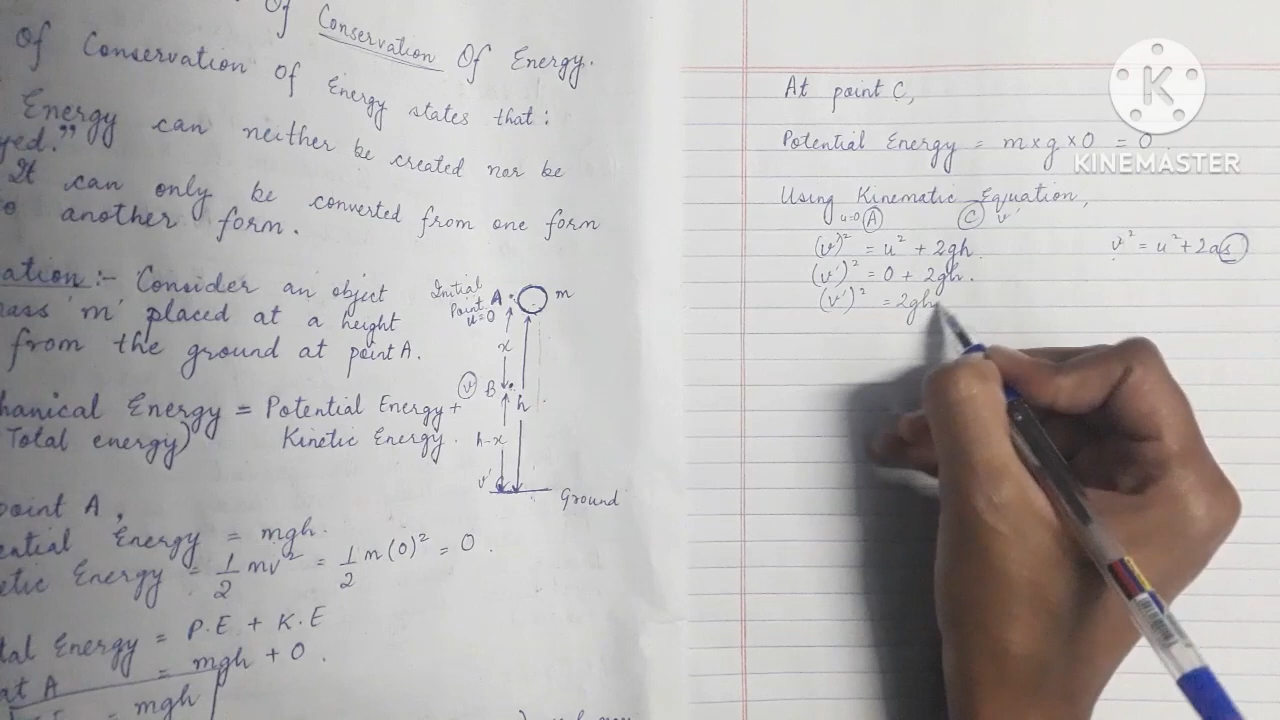 Of Conservation Of Energy.
Of Conservation Of Energy states that:
Energy can neither be created nor be
yed."
It can only be converted from one form
o another form.
ation:- Consider an object
ass 'm' placed at a height
from the ground at point A.
hanical Energy = Potential Energy +
Total energy) Kinetic Energy.
Initial
Point A m
u=0
x
v B
h
h-x
v' C
Ground
point A,
ential Energy = mgh.
etic Energy = 1/2 mv² = 1/2 m(0)² = 0.
tal Energy = P.E + K.E
at A = mgh + 0.
= mgh
At point C,
Potential Energy = m×g×0 = 0.
Using Kinematic Equation,
u=0 A C v'
(v')² = u² + 2gh. v² = u² + 2as
(v')² = 0 + 2gh.
(v')² = 2gh
K
KINEMASTER